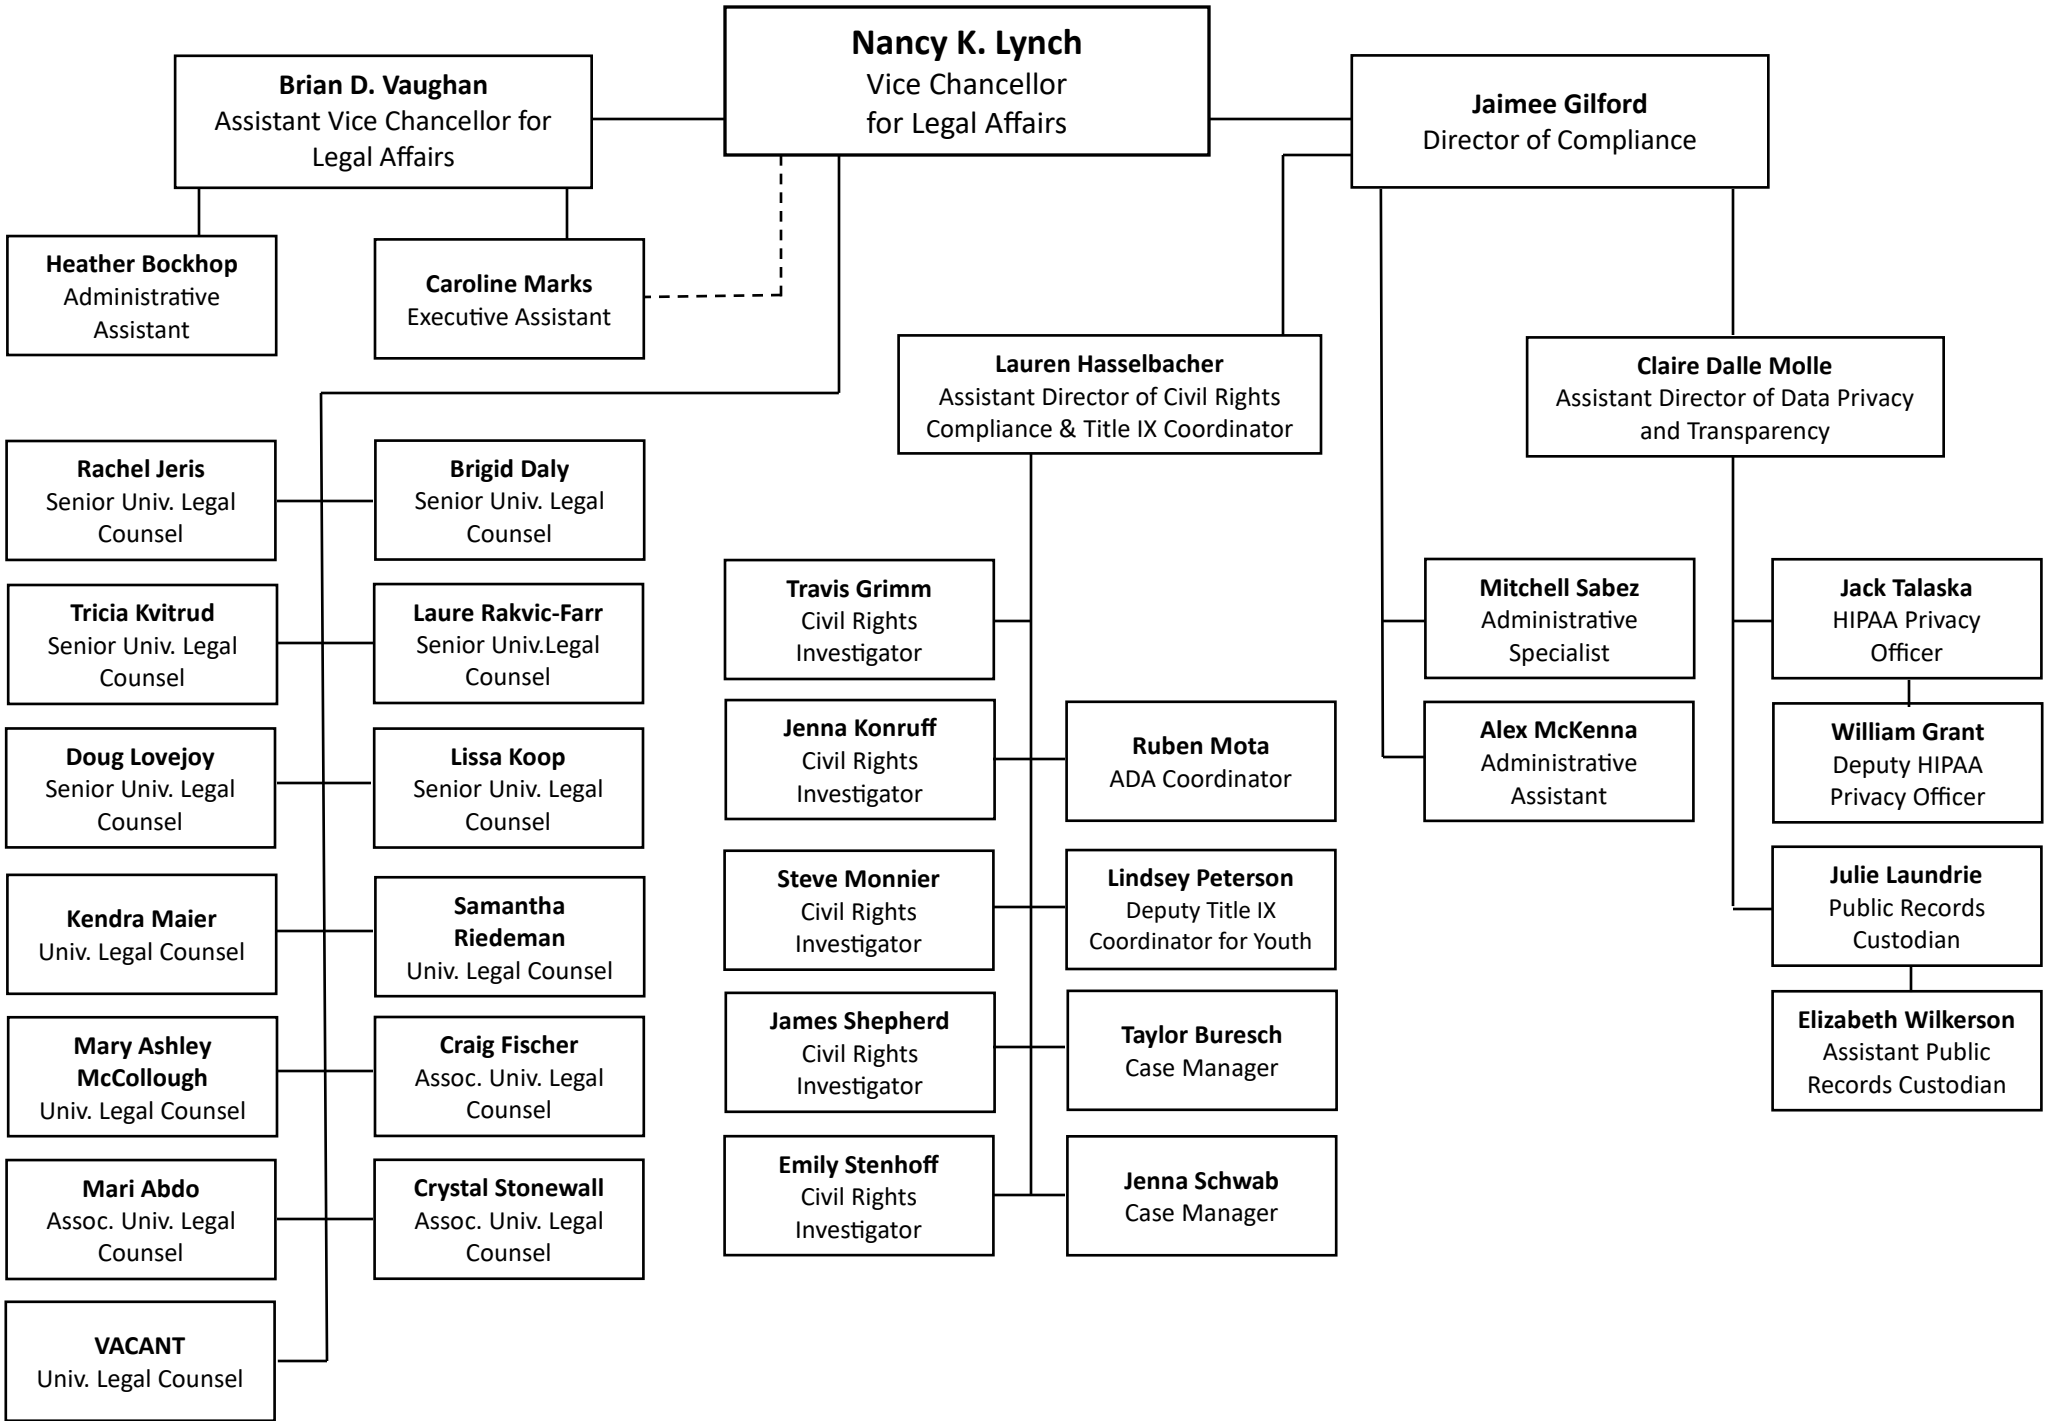 Nancy K. Lynch
Vice Chancellor
for Legal Affairs
Brian D. Vaughan
Assistant Vice Chancellor for
Legal Affairs
Jaimee Gilford
Director of Compliance
Heather Bockhop
Administrative
Assistant
Caroline Marks
Executive Assistant
Lauren Hasselbacher
Assistant Director of Civil Rights
Compliance & Title IX Coordinator
Claire Dalle Molle
Assistant Director of Data Privacy
and Transparency
Rachel Jeris
Senior Univ. Legal
Counsel
Brigid Daly
Senior Univ. Legal
Counsel
Tricia Kvitrud
Senior Univ. Legal
Counsel
Laure Rakvic-Farr
Senior Univ.Legal
Counsel
Doug Lovejoy
Senior Univ. Legal
Counsel
Lissa Koop
Senior Univ. Legal
Counsel
Kendra Maier
Univ. Legal Counsel
Samantha
Riedeman
Univ. Legal Counsel
Mary Ashley
McCollough
Univ. Legal Counsel
Craig Fischer
Assoc. Univ. Legal
Counsel
Mari Abdo
Assoc. Univ. Legal
Counsel
Crystal Stonewall
Assoc. Univ. Legal
Counsel
VACANT
Univ. Legal Counsel
Travis Grimm
Civil Rights
Investigator
Jenna Konruff
Civil Rights
Investigator
Ruben Mota
ADA Coordinator
Steve Monnier
Civil Rights
Investigator
Lindsey Peterson
Deputy Title IX
Coordinator for Youth
James Shepherd
Civil Rights
Investigator
Taylor Buresch
Case Manager
Emily Stenhoff
Civil Rights
Investigator
Jenna Schwab
Case Manager
Mitchell Sabez
Administrative
Specialist
Alex McKenna
Administrative
Assistant
Jack Talaska
HIPAA Privacy
Officer
William Grant
Deputy HIPAA
Privacy Officer
Julie Laundrie
Public Records
Custodian
Elizabeth Wilkerson
Assistant Public
Records Custodian